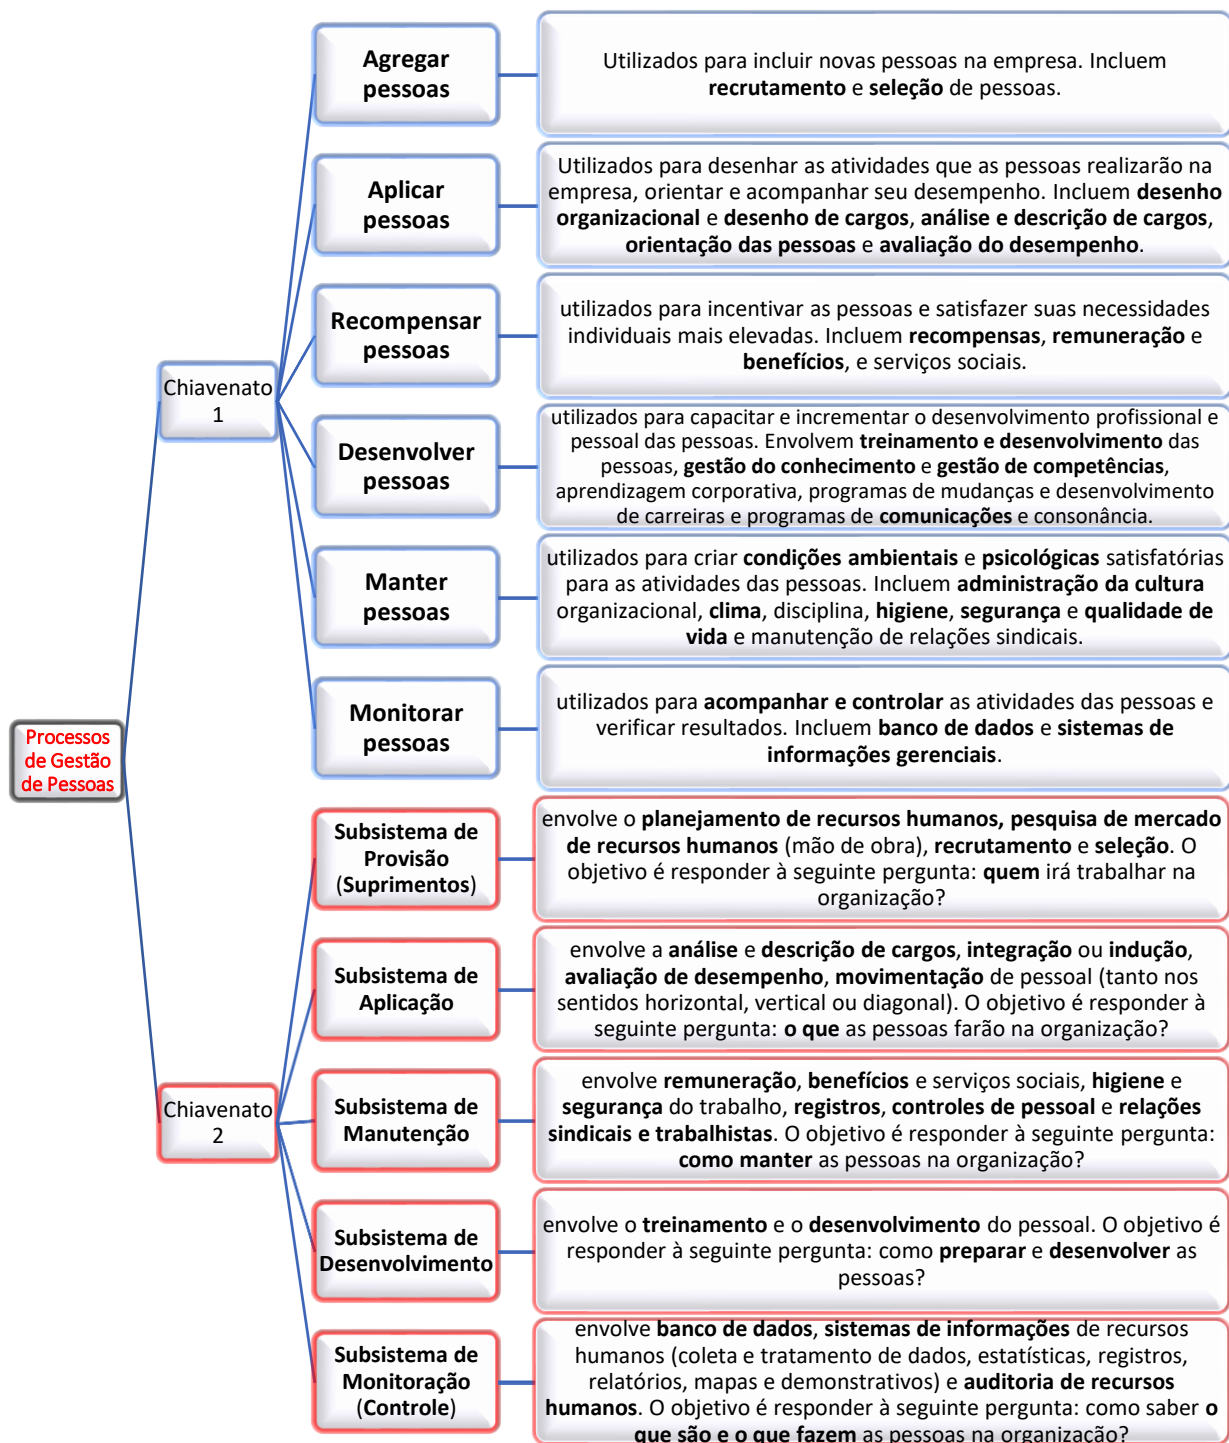 Processos
de Gestão
de Pessoas
Chiavenato
1
Agregar
pessoas
Utilizados para incluir novas pessoas na empresa. Incluem
recrutamento e seleção de pessoas.
Aplicar
pessoas
Utilizados para desenhar as atividades que as pessoas realizarão na
empresa, orientar e acompanhar seu desempenho. Incluem desenho
organizacional e desenho de cargos, análise e descrição de cargos,
orientação das pessoas e avaliação do desempenho.
Recompensar
pessoas
utilizados para incentivar as pessoas e satisfazer suas necessidades
individuais mais elevadas. Incluem recompensas, remuneração e
benefícios, e serviços sociais.
Desenvolver
pessoas
utilizados para capacitar e incrementar o desenvolvimento profissional e
pessoal das pessoas. Envolvem treinamento e desenvolvimento das
pessoas, gestão do conhecimento e gestão de competências,
aprendizagem corporativa, programas de mudanças e desenvolvimento
de carreiras e programas de comunicações e consonância.
Manter
pessoas
utilizados para criar condições ambientais e psicológicas satisfatórias
para as atividades das pessoas. Incluem administração da cultura
organizacional, clima, disciplina, higiene, segurança e qualidade de
vida e manutenção de relações sindicais.
Monitorar
pessoas
utilizados para acompanhar e controlar as atividades das pessoas e
verificar resultados. Incluem banco de dados e sistemas de
informações gerenciais.
Chiavenato
2
Subsistema de
Provisão
(Suprimentos)
envolve o planejamento de recursos humanos, pesquisa de mercado
de recursos humanos (mão de obra), recrutamento e seleção. O
objetivo é responder à seguinte pergunta: quem irá trabalhar na
organização?
Subsistema de
Aplicação
envolve a análise e descrição de cargos, integração ou indução,
avaliação de desempenho, movimentação de pessoal (tanto nos
sentidos horizontal, vertical ou diagonal). O objetivo é responder à
seguinte pergunta: o que as pessoas farão na organização?
Subsistema de
Manutenção
envolve remuneração, benefícios e serviços sociais, higiene e
segurança do trabalho, registros, controles de pessoal e relações
sindicais e trabalhistas. O objetivo é responder à seguinte pergunta:
como manter as pessoas na organização?
Subsistema de
Desenvolvimento
envolve o treinamento e o desenvolvimento do pessoal. O objetivo é
responder à seguinte pergunta: como preparar e desenvolver as
pessoas?
Subsistema de
Monitoração
(Controle)
envolve banco de dados, sistemas de informações de recursos
humanos (coleta e tratamento de dados, estatísticas, registros,
relatórios, mapas e demonstrativos) e auditoria de recursos
humanos. O objetivo é responder à seguinte pergunta: como saber o
que são e o que fazem as pessoas na organização?